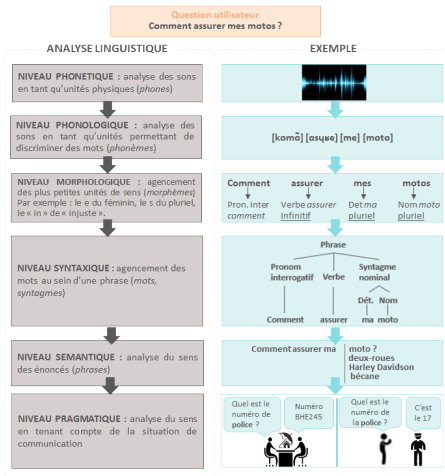 Question utilisateur
Comment assurer mes motos ?
ANALYSE LINGUISTIQUE
EXEMPLE
NIVEAU PHONETIQUE : analyse des sons
en tant qu'unités physiques (phones)
NIVEAU PHONOLOGIQUE : analyse des
sons en tant qu'unités permettant de
discriminer des mots (phonèmes)
[komɑ̃] [asyʁe] [me] [moto]
NIVEAU MORPHOLOGIQUE : agencement
des plus petites unités de sens (morphèmes)
Par exemple : le e du féminin, le s du pluriel,
le « in » de « injuste ».
Comment assurer mes motos
Pron. inter Verbe assurer Det ma Nom moto
comment Infinitif pluriel pluriel
NIVEAU SYNTAXIQUE : agencement des
mots au sein d'une phrase (mots,
syntagmes)
Phrase
Pronom Verbe Syntagme
interrogatif nominal
Dét. Nom
Comment assurer ma moto
NIVEAU SEMANTIQUE : analyse du sens
des énoncés (phrases)
Comment assurer ma moto ?
deux-roues
Harley Davidson
bécane
NIVEAU PRAGMATIQUE : analyse du sens
en tenant compte de la situation de
communication
Quel est le
numéro de
police ?
Numéro
BHE245
Quel est le
numéro de
la police ?
C'est
le 17